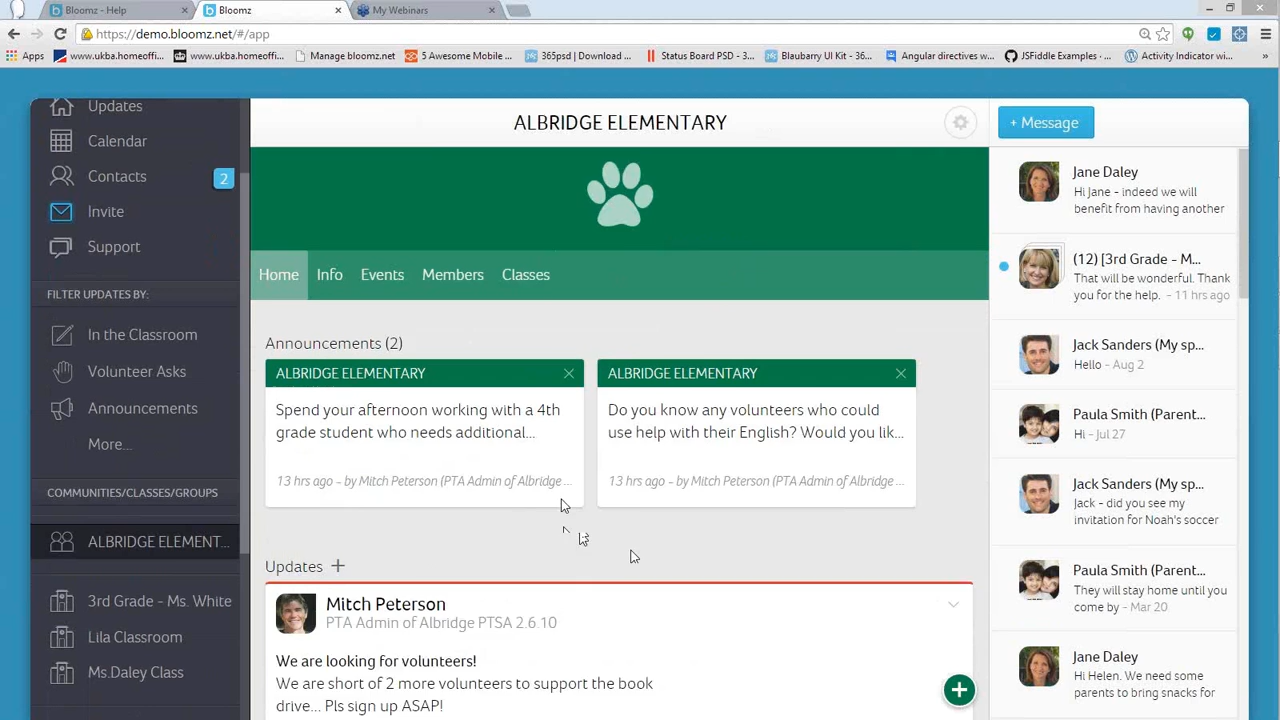 Bloomz - Help
Bloomz
My Webinars
https://demo.bloomz.net/#/app
Apps
www.ukba.homeoffi...
www.ukba.homeoffi...
Manage bloomz.net
5 Awesome Mobile ...
365psd | Download ...
Status Board PSD - 3...
Blaubarry UI Kit - 36...
Angular directives w...
JSFiddle Examples · ...
Activity Indicator wi...
»
Updates
Calendar
Contacts
2
Invite
Support
FILTER UPDATES BY:
In the Classroom
Volunteer Asks
Announcements
More...
COMMUNITIES/CLASSES/GROUPS
ALBRIDGE ELEMENT...
3rd Grade - Ms. White
Lila Classroom
Ms.Daley Class
ALBRIDGE ELEMENTARY
Home
Info
Events
Members
Classes
Announcements (2)
ALBRIDGE ELEMENTARY
Spend your afternoon working with a 4th
grade student who needs additional...
13 hrs ago - by Mitch Peterson (PTA Admin of Albridge ...
ALBRIDGE ELEMENTARY
Do you know any volunteers who could
use help with their English? Would you lik...
13 hrs ago - by Mitch Peterson (PTA Admin of Albridge ...
Updates +
Mitch Peterson
PTA Admin of Albridge PTSA 2.6.10
We are looking for volunteers!
We are short of 2 more volunteers to support the book
drive... Pls sign up ASAP!
+ Message
Jane Daley
Hi Jane - indeed we will
benefit from having another
(12) [3rd Grade - M...
That will be wonderful. Thank
you for the help. - 11 hrs ago
Jack Sanders (My sp...
Hello - Aug 2
Paula Smith (Parent...
Hi - Jul 27
Jack Sanders (My sp...
Jack - did you see my
invitation for Noah's soccer
Paula Smith (Parent...
They will stay home until you
come by - Mar 20
Jane Daley
Hi Helen. We need some
parents to bring snacks for